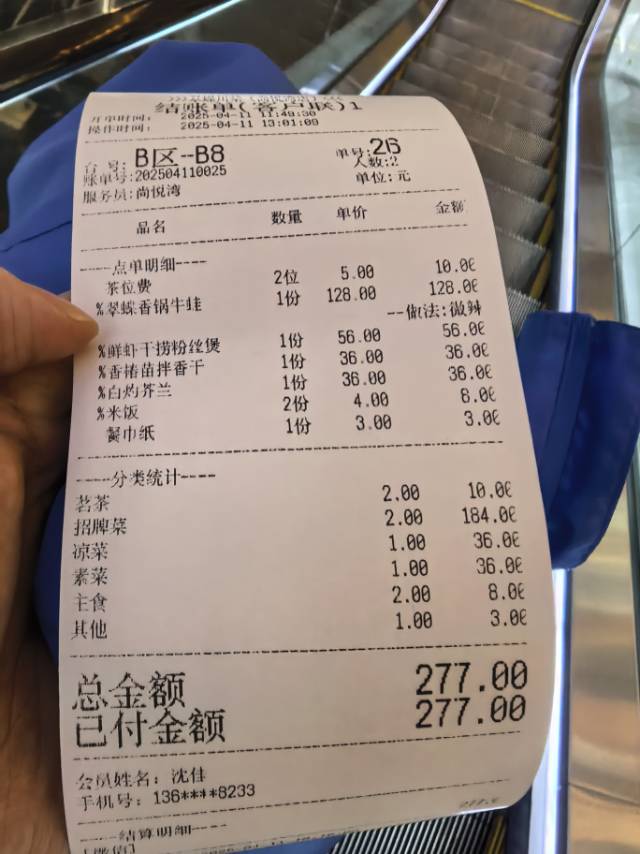 结账单(客户联)1
开单时间: 2025-04-11 11:49:30
操作时间: 2025-04-11 13:01:09
台号: B区--B8 单号:26
账单号:202504110025 人数:2
服务员:尚悦湾 单位:元
品名 数量 单价 金额
----点单明细----
茶位费 2位 5.00 10.00
%翠蝶香锅牛蛙 1份 128.00 128.00
--做法:微辣
%鲜虾干捞粉丝煲 1份 56.00 56.00
%香椿苗拌香干 1份 36.00 36.00
%白灼芥兰 1份 36.00 36.00
%米饭 2份 4.00 8.00
餐巾纸 1份 3.00 3.00
----分类统计----
茗茶 2.00 10.00
招牌菜 2.00 184.00
凉菜 1.00 36.00
素菜 1.00 36.00
主食 2.00 8.00
其他 1.00 3.00
总金额 277.00
已付金额 277.00
会员姓名: 沈佳
手机号: 136****8233
----结算明细----
[微信]